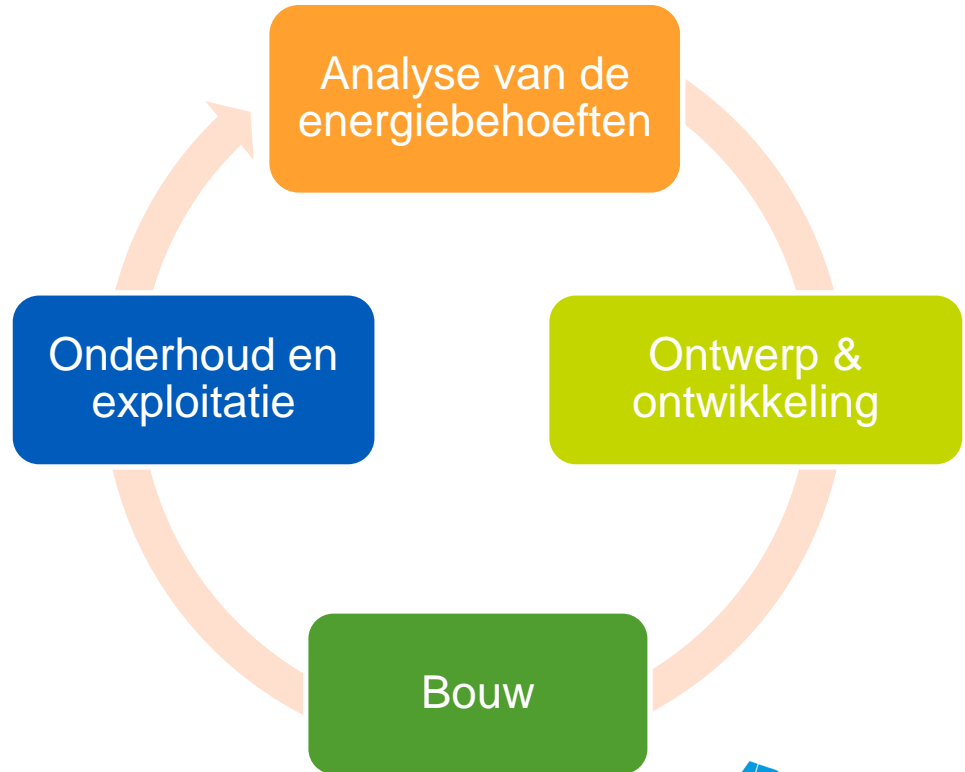 Analyse van de
energiebehoeften
Onderhoud en
exploitatie
Ontwerp &
ontwikkeling
Bouw